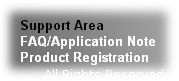 Support Area
FAQ/Application Note
Product Registration
All Rights Reserved